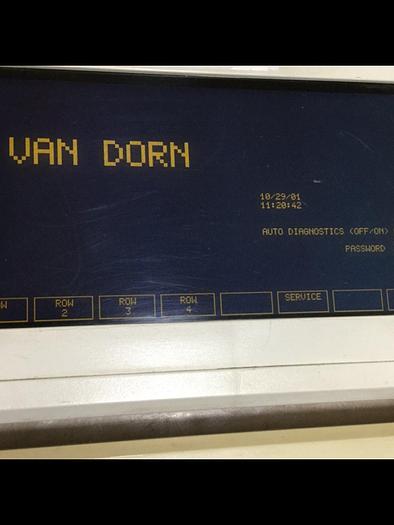 VAN DORN
10/29/01
11:20:42
AUTO DIAGNOSTICS (OFF/ON)
PASSWORD
W
ROW
2
ROW
3
ROW
4
SERVICE